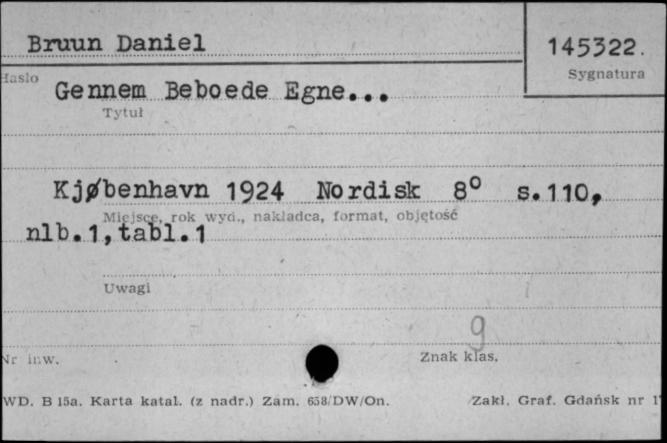 Bruun Daniel
145322.
Hasło
Sygnatura
Gennem Beboede Egne...
Tytuł
Kjøbenhavn 1924 Nordisk 8º s.110,
Miejsce, rok wyd., nakładca, format, objętość
nlb.1,tabl.1
Uwagi
9
Nr inw.
Znak klas.
WD. B 15a. Karta katal. (z nadr.) Zam. 658/DW/On.
Zakł. Graf. Gdańsk nr